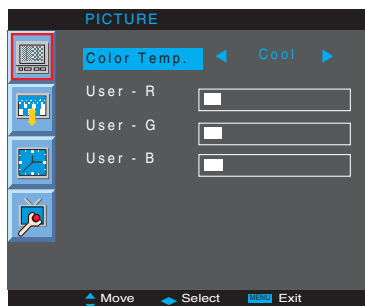 PICTURE
Color Temp. Cool
User - R
User - G
User - B
Move Select MENU Exit